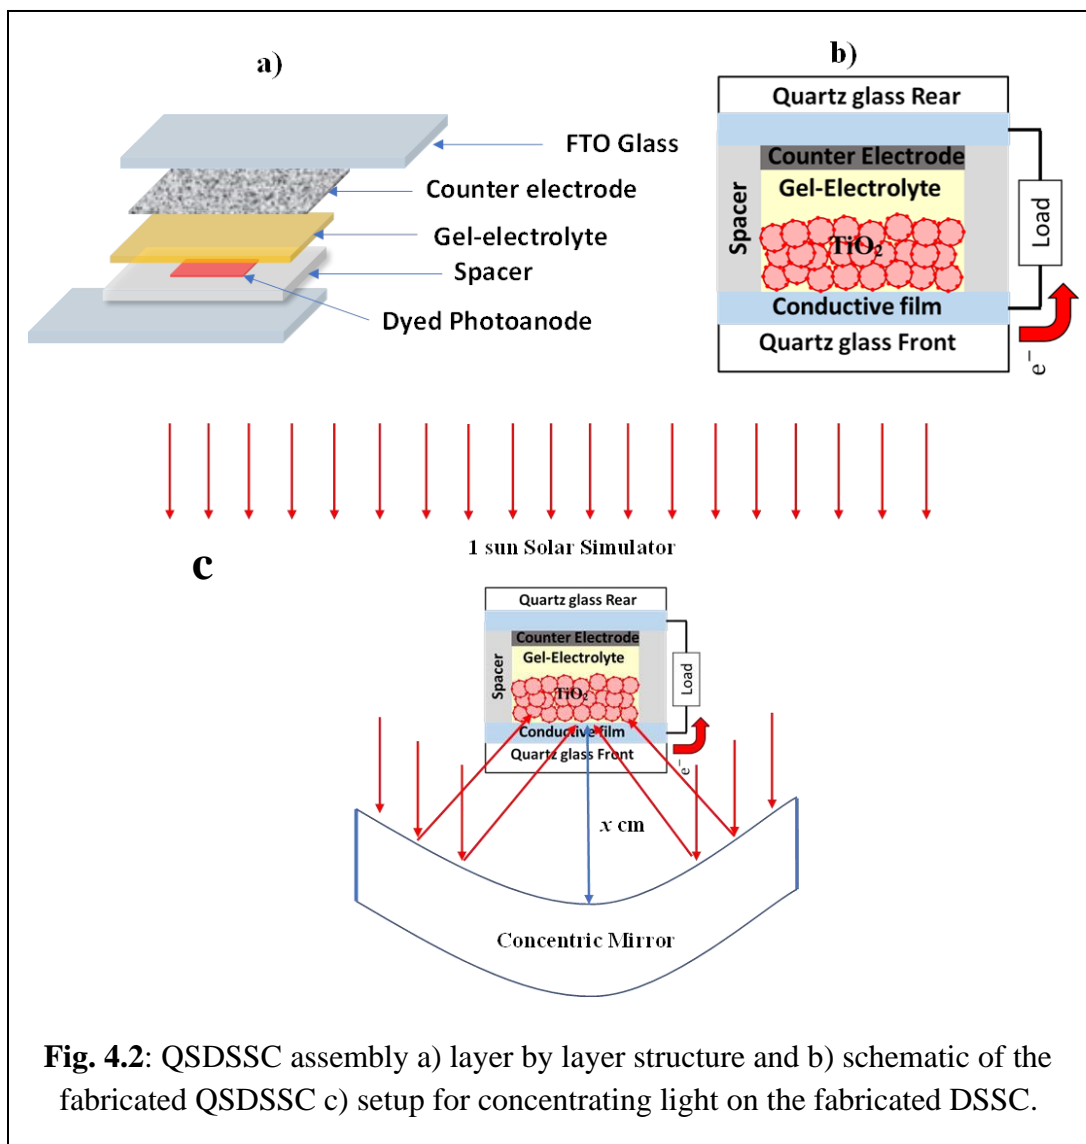 a)
FTO Glass
Counter electrode
Gel-electrolyte
Spacer
Dyed Photoanode
b)
Quartz glass Rear
Counter Electrode
Gel-Electrolyte
Spacer
TiO₂
Load
Conductive film
Quartz glass Front
e⁻
1 sun Solar Simulator
c
Quartz glass Rear
Counter Electrode
Gel-Electrolyte
Spacer
TiO₂
Load
Conductive film
Quartz glass Front
e⁻
x cm
Concentric Mirror
Fig. 4.2: QSDSSC assembly a) layer by layer structure and b) schematic of the
fabricated QSDSSC c) setup for concentrating light on the fabricated DSSC.